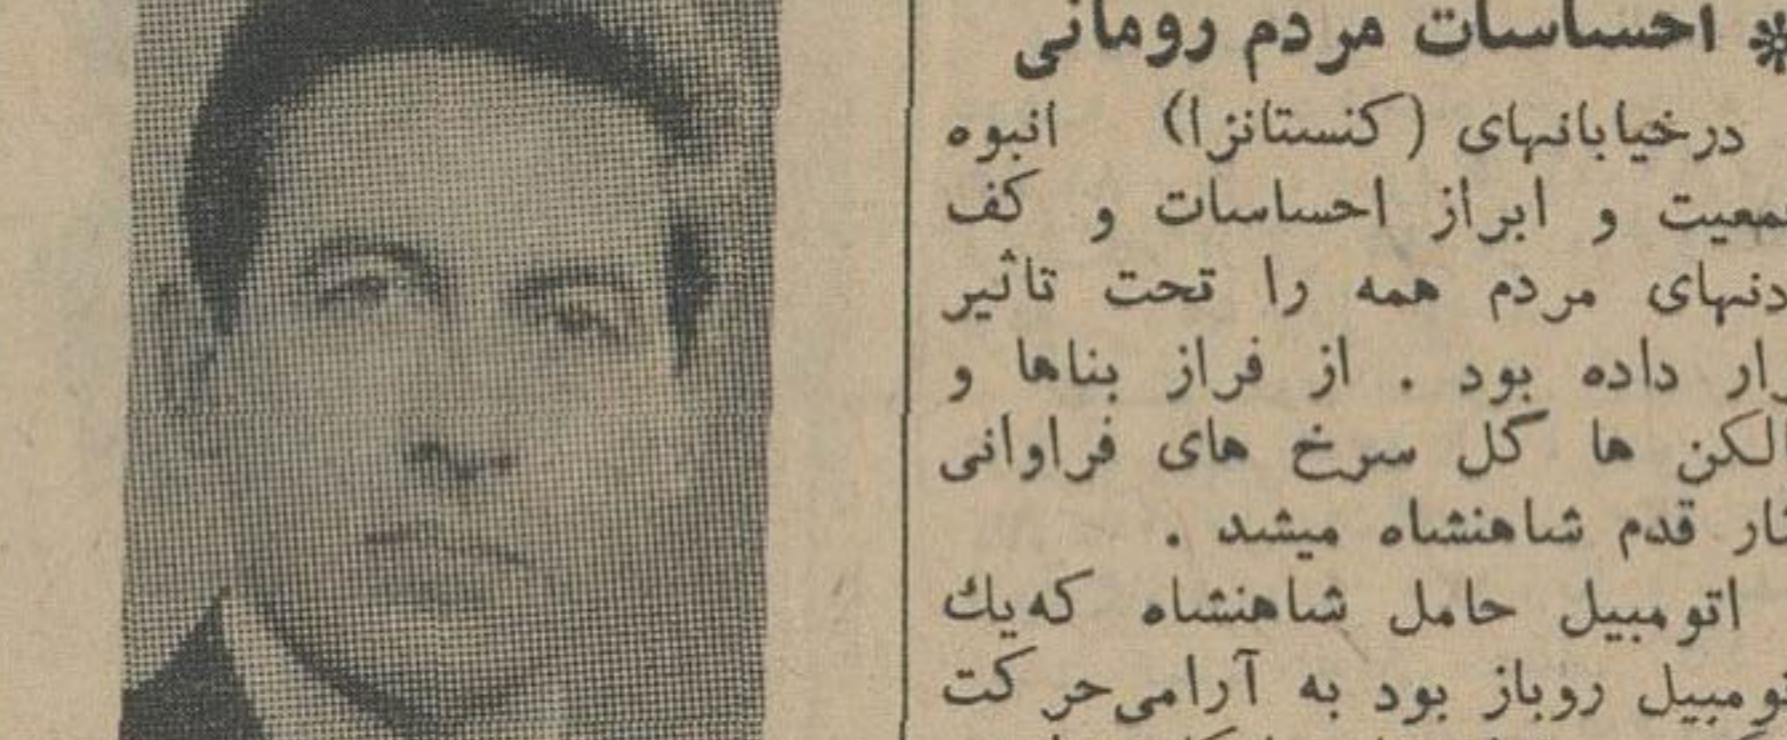 * احساسات مردم رومانی
درخیابانهای (کنستانزا) انبوه
معیت و ابراز احساسات و کف
دنهای مردم همه را تحت تاثیر
رار داده بود . از فراز بناها و
الکن ها گل سرخ های فراوانی
ثار قدم شاهنشاه میشد .
اتومبیل حامل شاهنشاه که یك
تومبیل روباز بود به آرامی حرکت